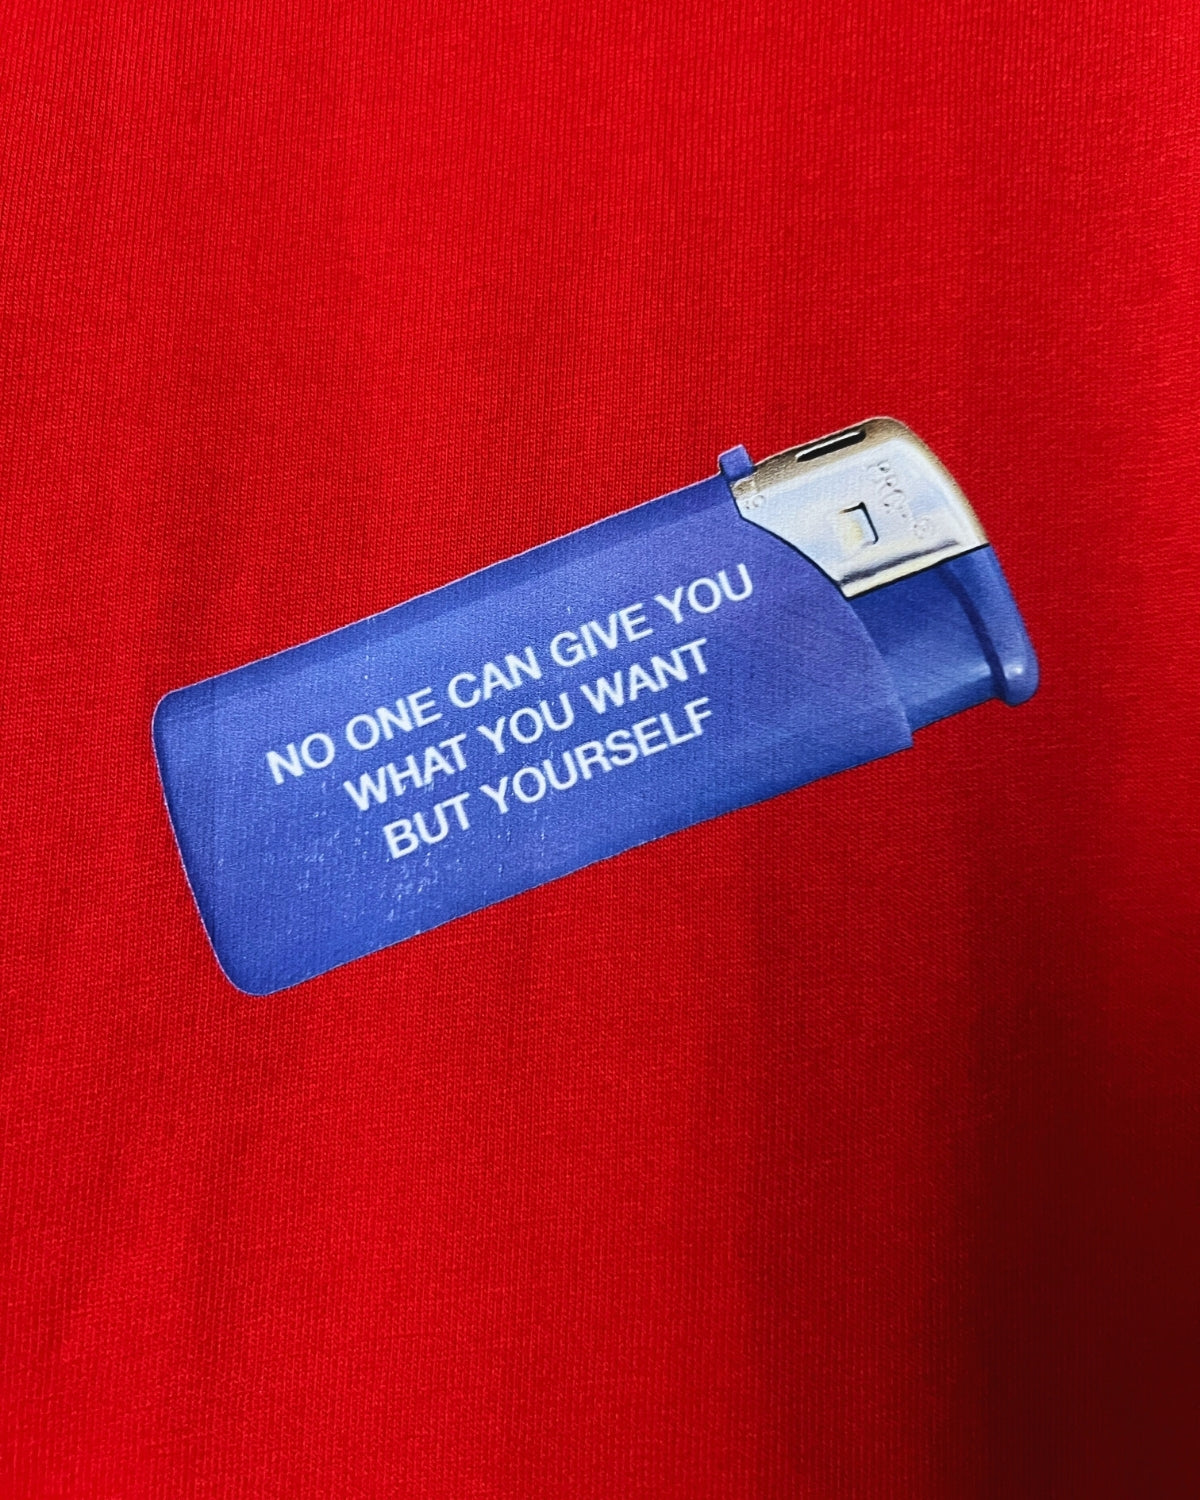 NO ONE CAN GIVE YOU
WHAT YOU WANT
BUT YOURSELF